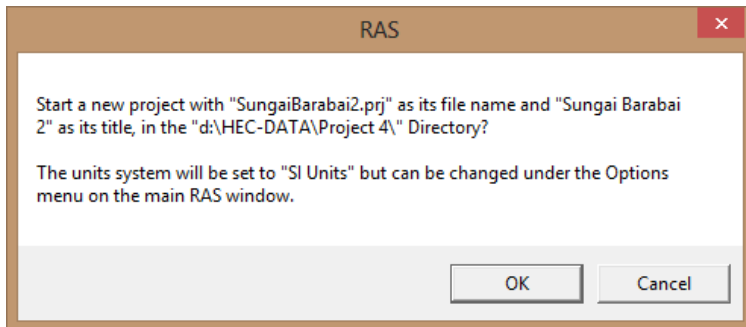 RAS
Start a new project with "SungaiBarabai2.prj" as its file name and "Sungai Barabai
2" as its title, in the "d:\HEC-DATA\Project 4\" Directory?
The units system will be set to "SI Units" but can be changed under the Options
menu on the main RAS window.
OK
Cancel